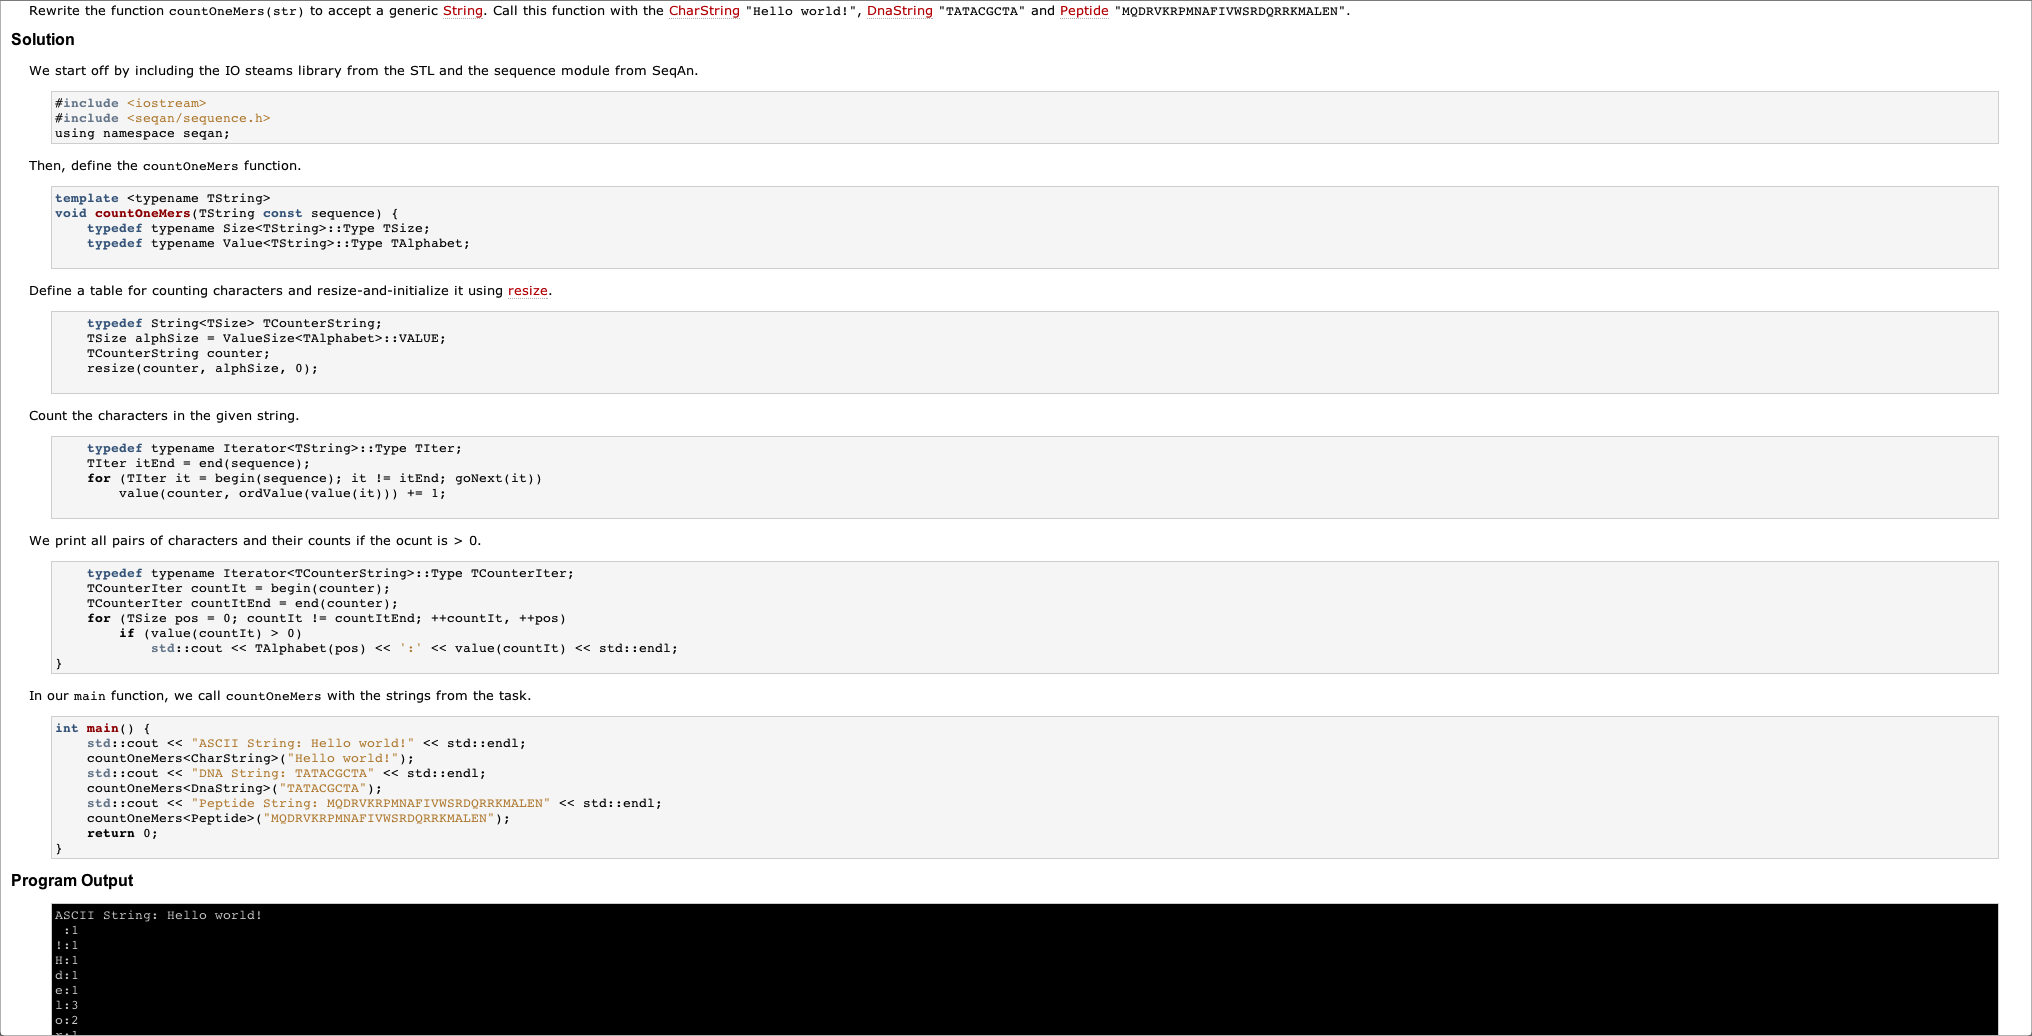 Rewrite the function countOneMers(str) to accept a generic String. Call this function with the CharString "Hello world!", DnaString "TATACGCTA" and Peptide "MQDRVKRPMNAFIVWSRDQRRKMALEN".
Solution
We start off by including the IO steams library from the STL and the sequence module from SeqAn.
#include <iostream>
#include <seqan/sequence.h>
using namespace seqan;
Then, define the countOneMers function.
template <typename TString>
void countOneMers(TString const sequence) {
    typedef typename Size<TString>::Type TSize;
    typedef typename Value<TString>::Type TAlphabet;
Define a table for counting characters and resize-and-initialize it using resize.
    typedef String<TSize> TCounterString;
    TSize alphSize = ValueSize<TAlphabet>::VALUE;
    TCounterString counter;
    resize(counter, alphSize, 0);
Count the characters in the given string.
    typedef typename Iterator<TString>::Type TIter;
    TIter itEnd = end(sequence);
    for (TIter it = begin(sequence); it != itEnd; goNext(it))
        value(counter, ordValue(value(it))) += 1;
We print all pairs of characters and their counts if the ocunt is > 0.
    typedef typename Iterator<TCounterString>::Type TCounterIter;
    TCounterIter countIt = begin(counter);
    TCounterIter countItEnd = end(counter);
    for (TSize pos = 0; countIt != countItEnd; ++countIt, ++pos)
        if (value(countIt) > 0)
            std::cout << TAlphabet(pos) << ':' << value(countIt) << std::endl;
}
In our main function, we call countOneMers with the strings from the task.
int main() {
    std::cout << "ASCII String: Hello world!" << std::endl;
    countOneMers<CharString>("Hello world!");
    std::cout << "DNA String: TATACGCTA" << std::endl;
    countOneMers<DnaString>("TATACGCTA");
    std::cout << "Peptide String: MQDRVKRPMNAFIVWSRDQRRKMALEN" << std::endl;
    countOneMers<Peptide>("MQDRVKRPMNAFIVWSRDQRRKMALEN");
    return 0;
}
Program Output
ASCII String: Hello world!
 :1
!:1
H:1
d:1
e:1
l:3
o:2
r:1